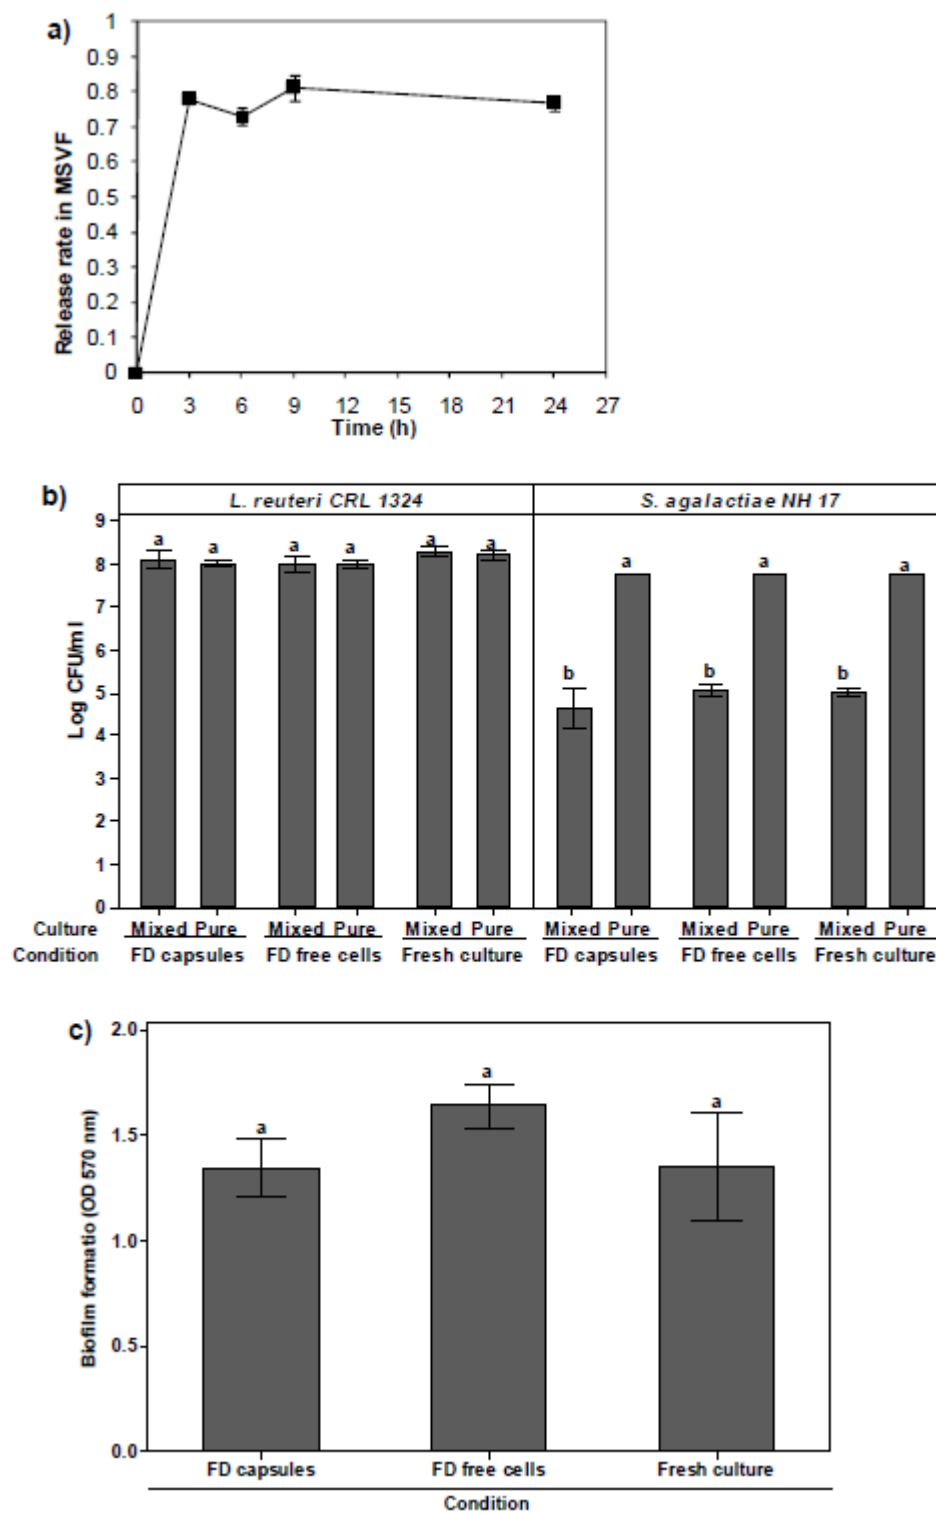 a)
Release rate in MSVF
1
0.9
0.8
0.7
0.6
0.5
0.4
0.3
0.2
0.1
0
0 3 6 9 12 15 18 21 24 27
Time (h)
b)
L. reuteri CRL 1324 S. agalactiae NH 17
Log CFU/ml
9
8
7
6
5
4
3
2
1
0
a a a a a a b a b a b a
Culture Mixed Pure Mixed Pure Mixed Pure Mixed Pure Mixed Pure Mixed Pure
Condition FD capsules FD free cells Fresh culture FD capsules FD free cells Fresh culture
c)
Biofilm formatio (OD 570 nm)
2.0
1.5
1.0
0.5
0.0
a a a
FD capsules FD free cells Fresh culture
Condition